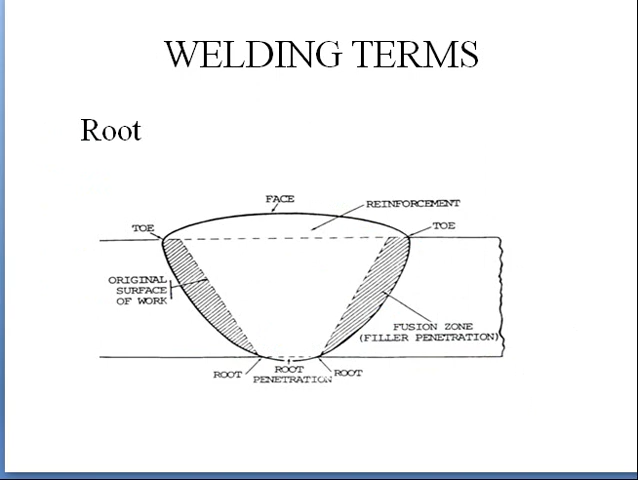 WELDING TERMS
Root
FACE
REINFORCEMENT
TOE
TOE
ORIGINAL
SURFACE
OF WORK
FUSION ZONE
(FILLER PENETRATION)
ROOT
ROOT
PENETRATION
ROOT